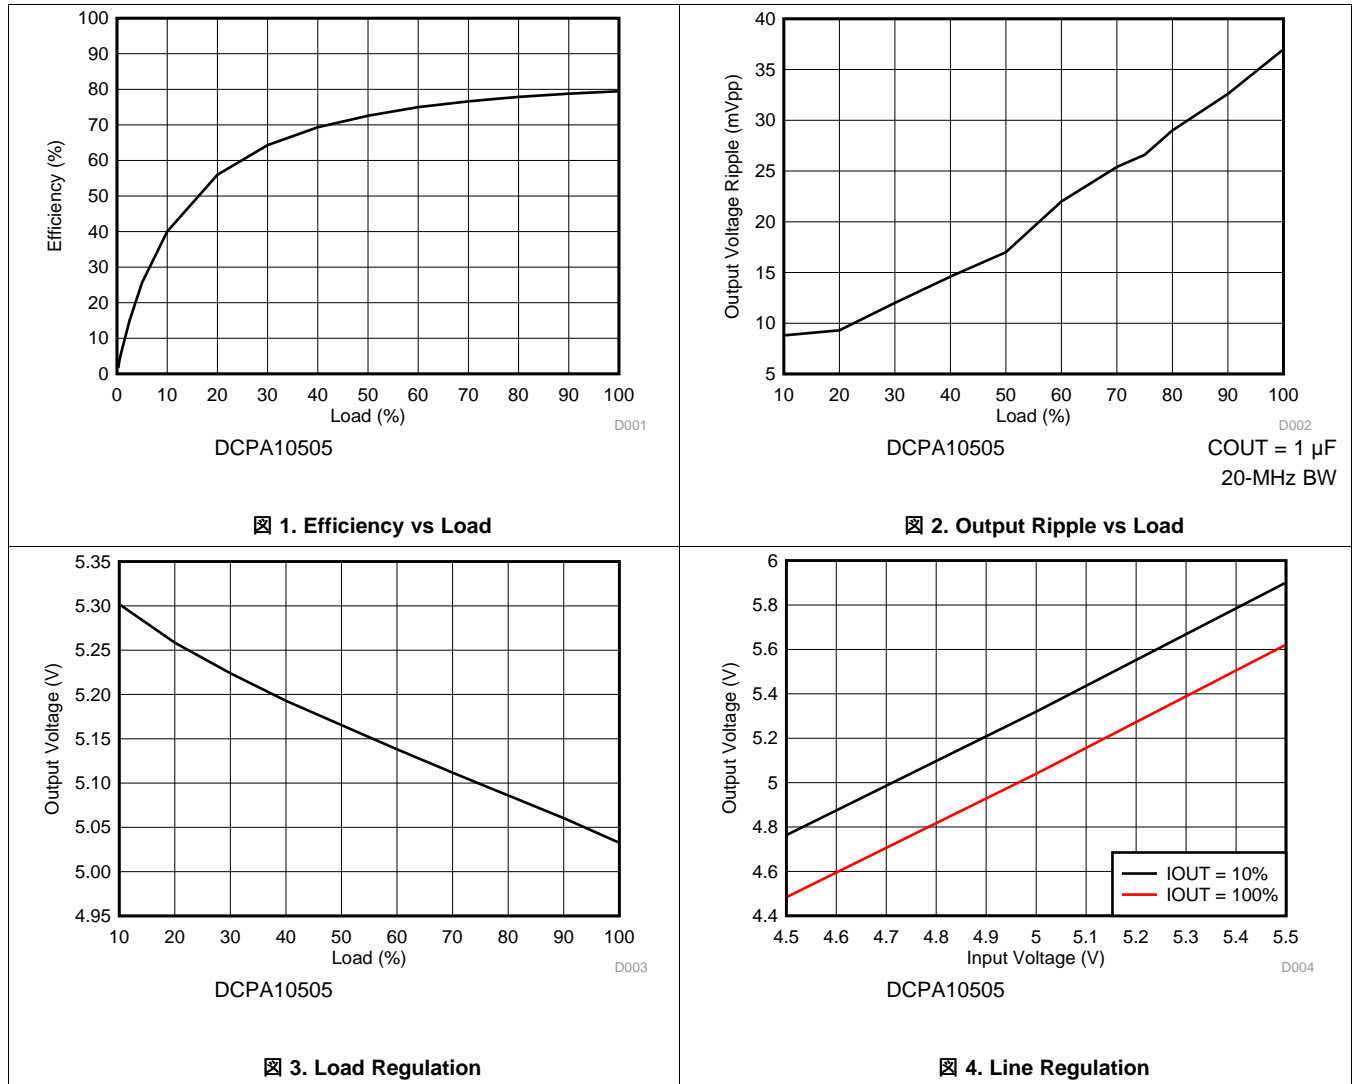 100
90
80
70
60
50
40
30
20
10
0
Efficiency (%)
0 10 20 30 40 50 60 70 80 90 100
Load (%)
D001
DCPA10505
図 1. Efficiency vs Load
40
35
30
25
20
15
10
5
Output Voltage Ripple (mVpp)
10 20 30 40 50 60 70 80 90 100
Load (%)
D002
DCPA10505
COUT = 1 µF
20-MHz BW
図 2. Output Ripple vs Load
5.35
5.30
5.25
5.20
5.15
5.10
5.05
5.00
4.95
Output Voltage (V)
10 20 30 40 50 60 70 80 90 100
Load (%)
D003
DCPA10505
図 3. Load Regulation
6
5.8
5.6
5.4
5.2
5
4.8
4.6
4.4
Output Voltage (V)
IOUT = 10%
IOUT = 100%
4.5 4.6 4.7 4.8 4.9 5 5.1 5.2 5.3 5.4 5.5
Input Voltage (V)
D004
DCPA10505
図 4. Line Regulation